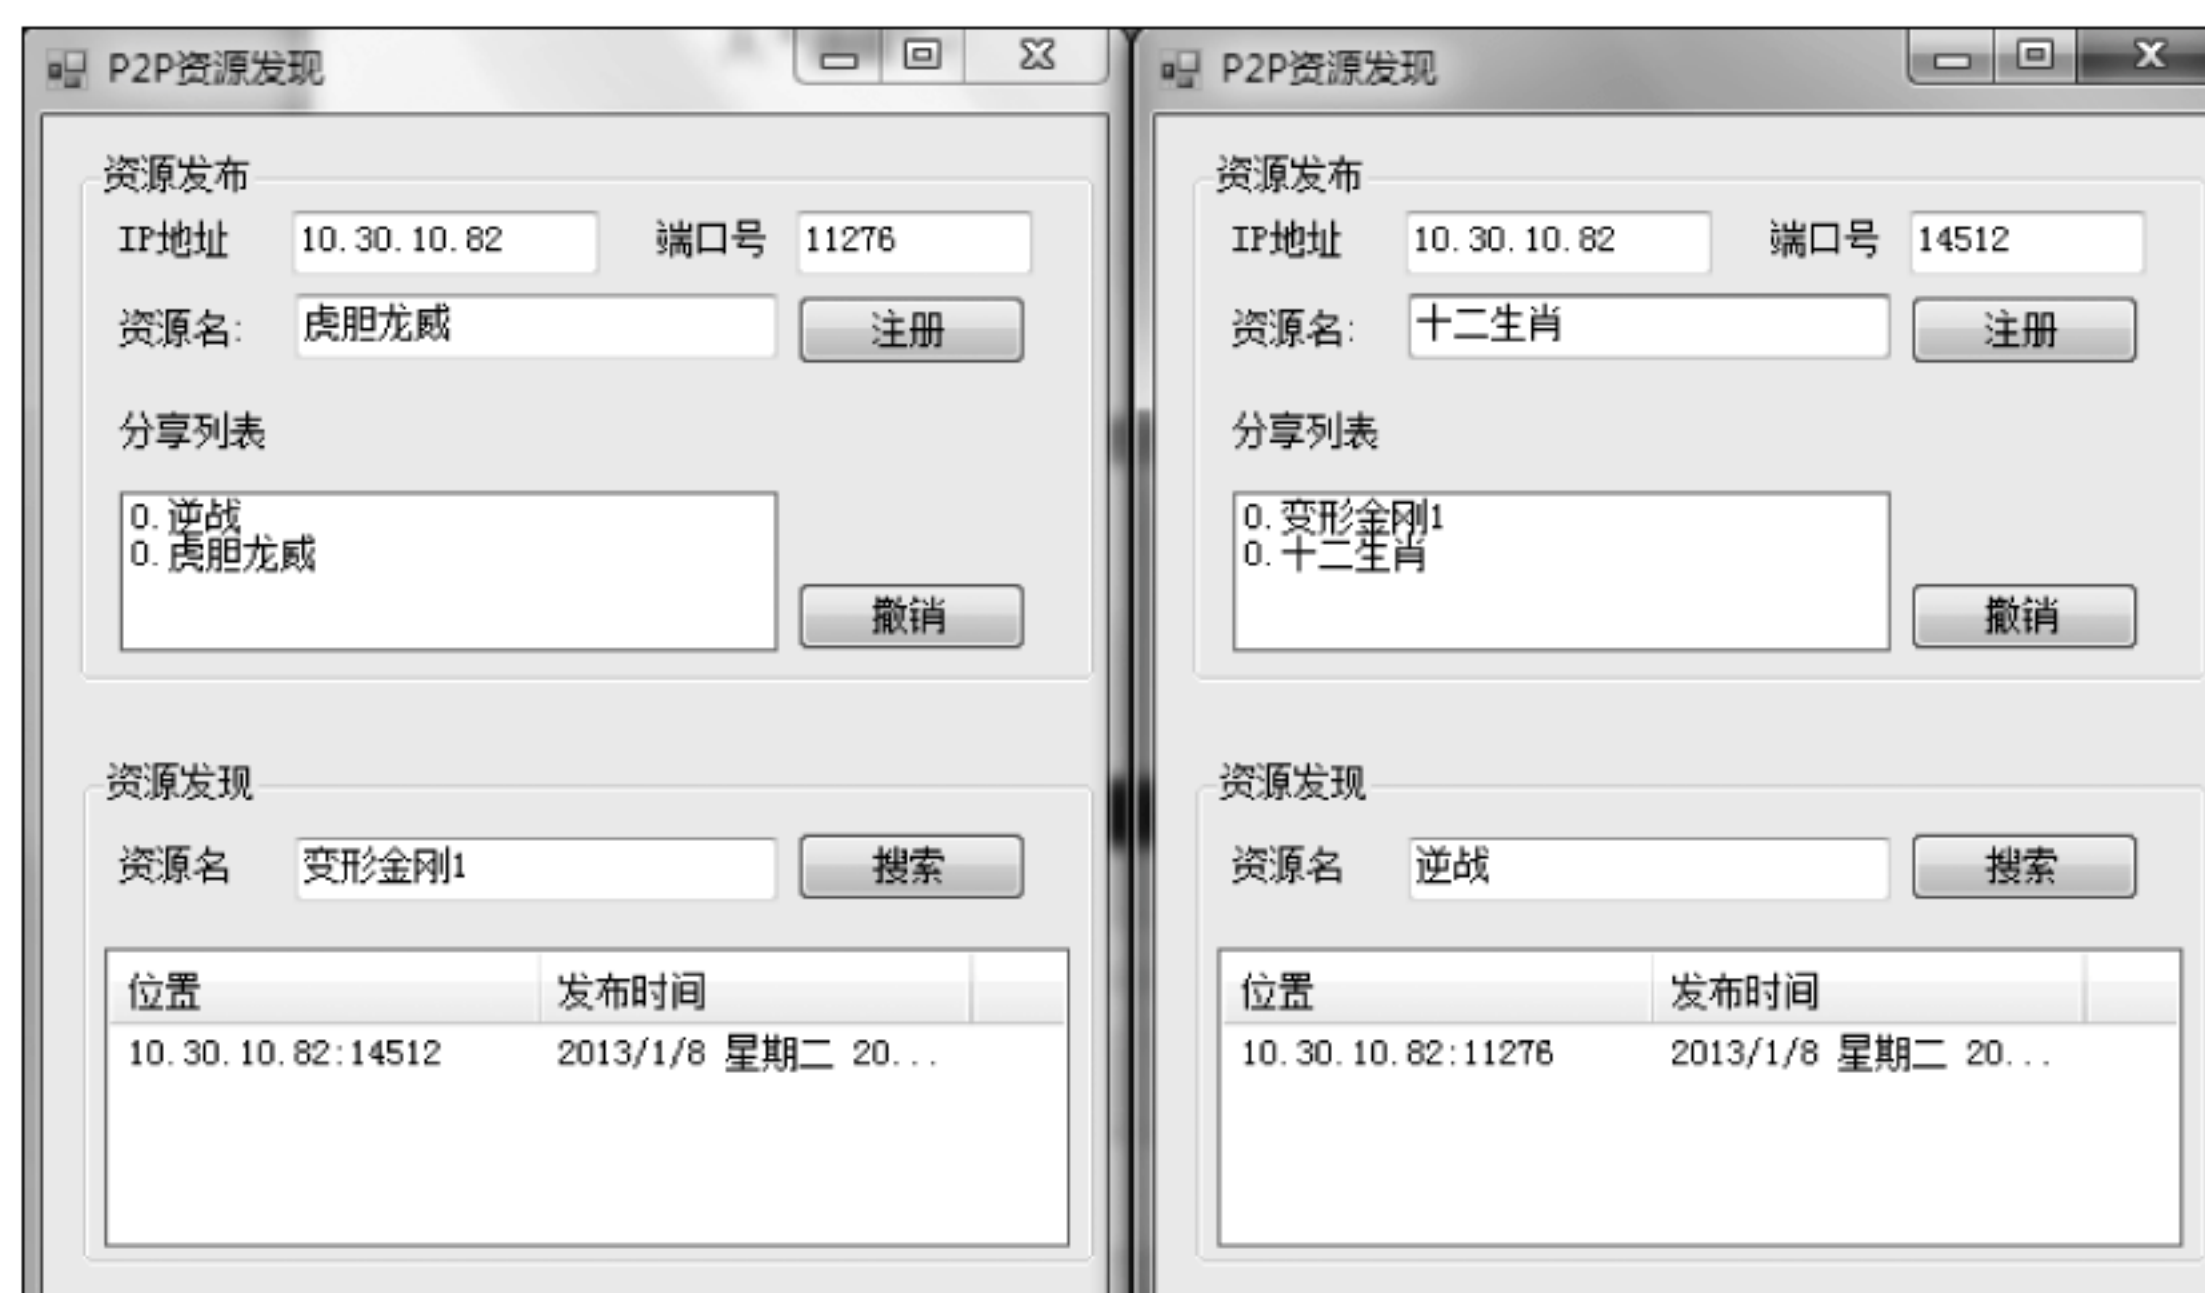 P2P资源发现
资源发布
IP地址 10.30.10.82 端口号 11276
资源名: 虎胆龙威 注册
分享列表
0.逆战
0.虎胆龙威
撤销
资源发现
资源名 变形金刚1 搜索
位置 发布时间
10.30.10.82:14512 2013/1/8 星期二 20...
P2P资源发现
资源发布
IP地址 10.30.10.82 端口号 14512
资源名: 十二生肖 注册
分享列表
0.变形金刚1
0.十二生肖
撤销
资源发现
资源名 逆战 搜索
位置 发布时间
10.30.10.82:11276 2013/1/8 星期二 20...